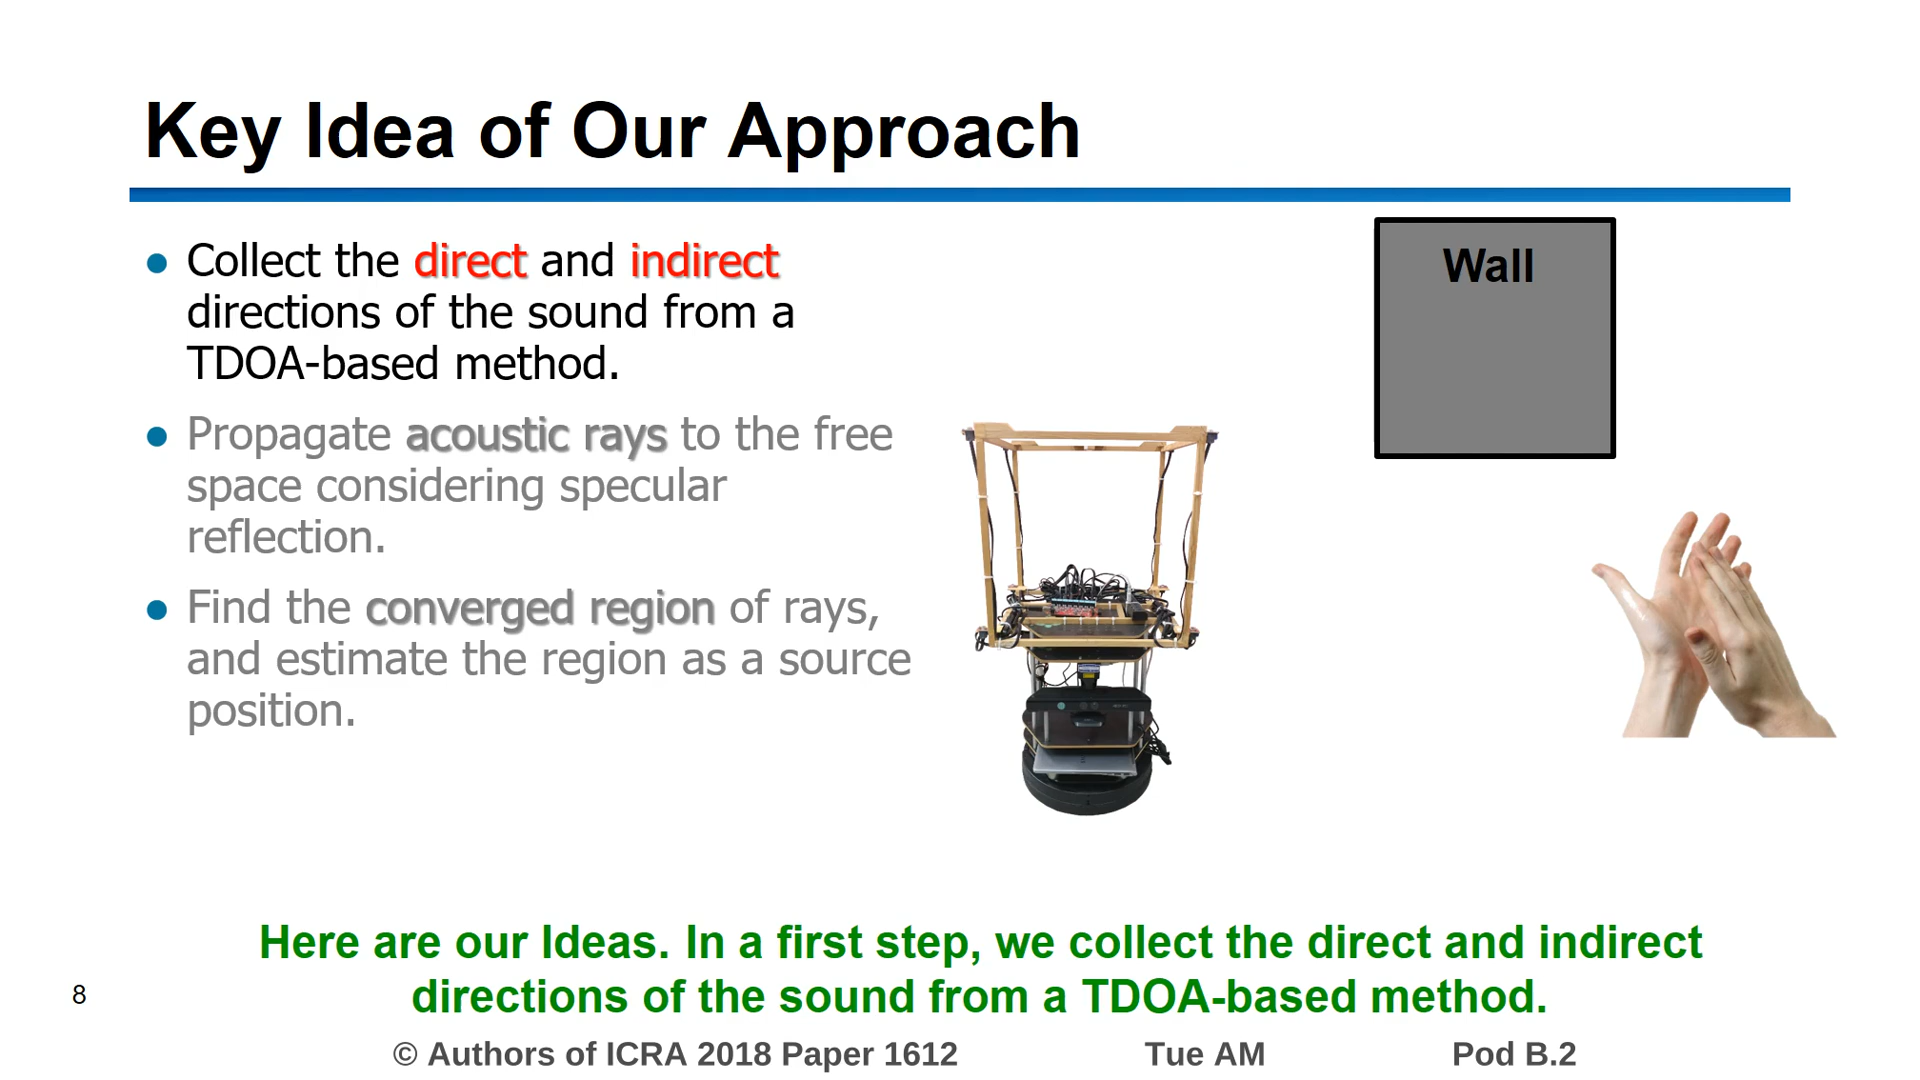 Key Idea of Our Approach
Collect the direct and indirect
directions of the sound from a
TDOA-based method.
Propagate acoustic rays to the free
space considering specular
reflection.
Find the converged region of rays,
and estimate the region as a source
position.
Wall
Here are our Ideas. In a first step, we collect the direct and indirect
directions of the sound from a TDOA-based method.
8
© Authors of ICRA 2018 Paper 1612 Tue AM Pod B.2